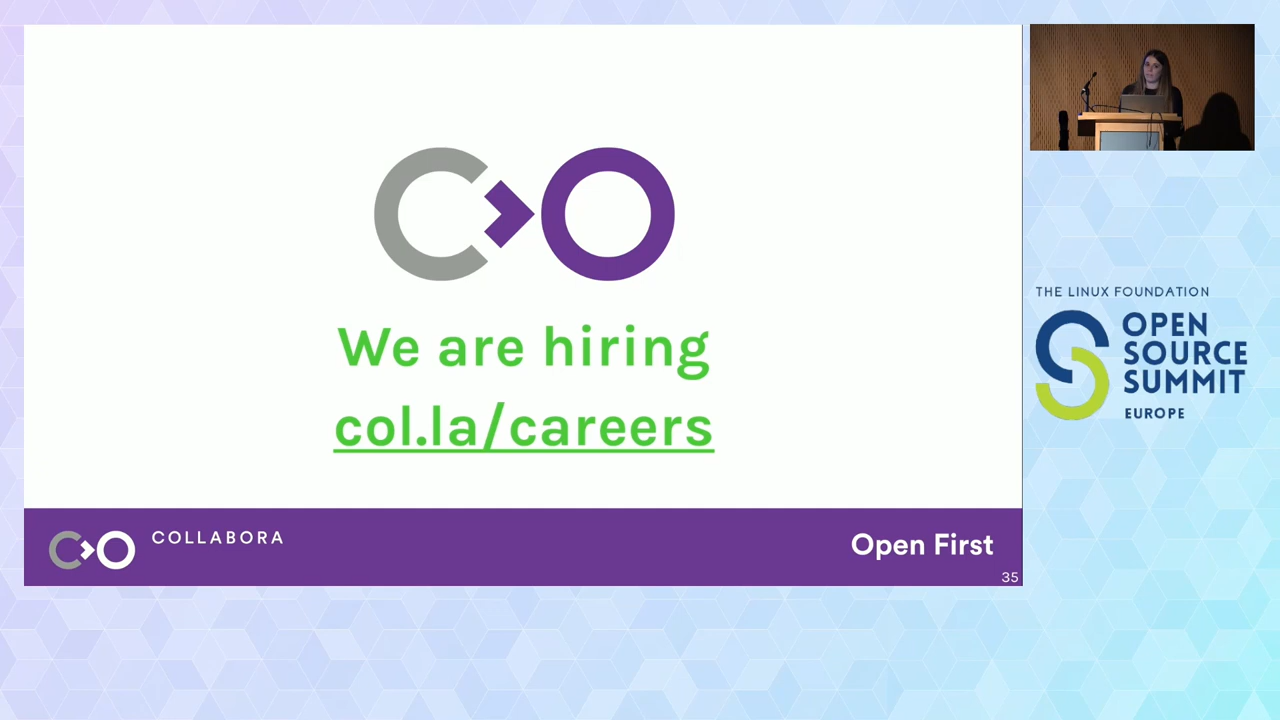 We are hiring
col.la/careers
COLLABORA
Open First
35
THE LINUX FOUNDATION
OPEN
SOURCE
SUMMIT
EUROPE